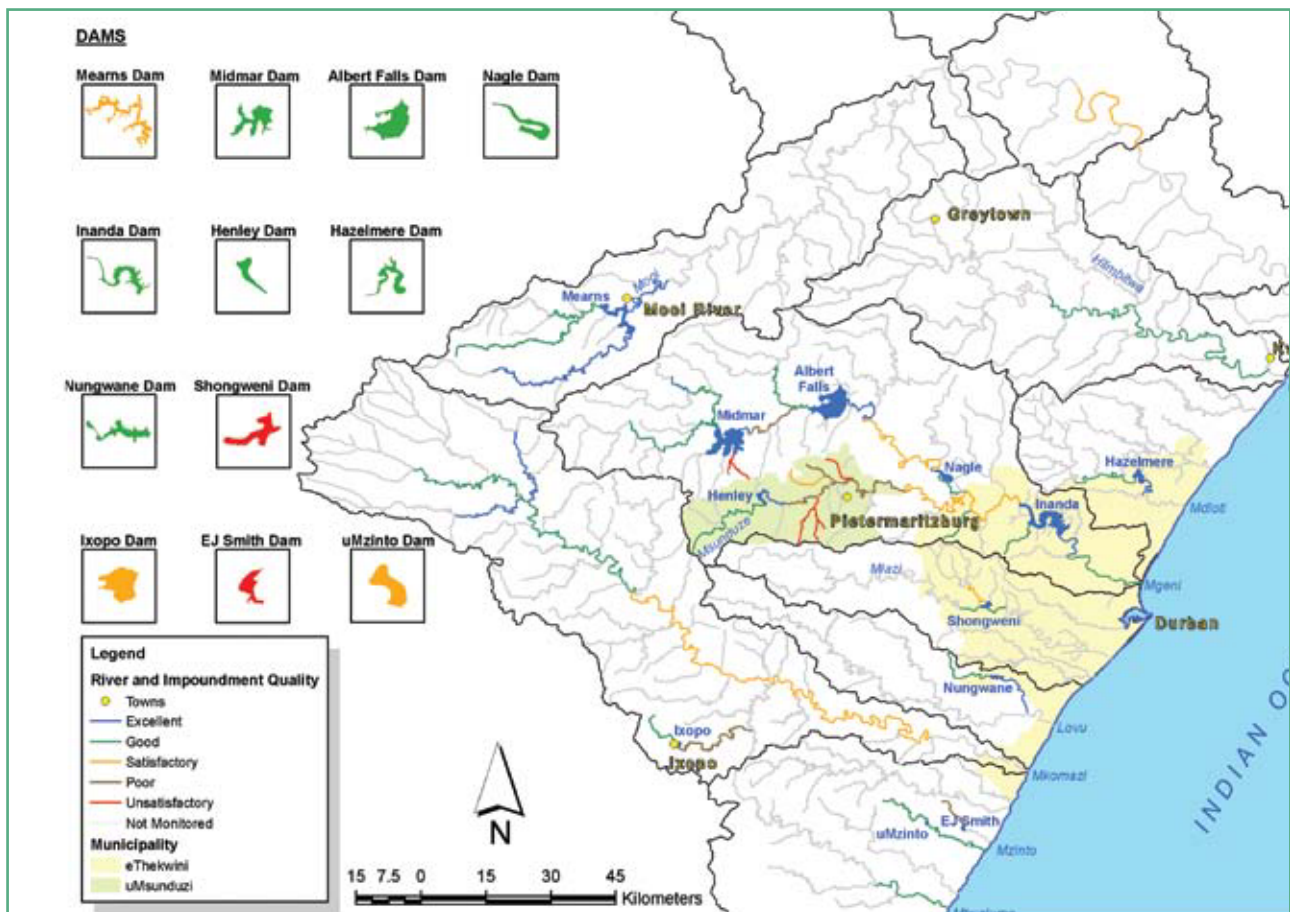 DAMS
Mearns Dam
Midmar Dam
Albert Falls Dam
Nagle Dam
Inanda Dam
Henley Dam
Hazelmere Dam
Nungwane Dam
Shongweni Dam
Ixopo Dam
EJ Smith Dam
uMzinto Dam
Legend
River and Impoundment Quality
Towns
Excellent
Good
Satisfactory
Poor
Unsatisfactory
Not Monitored
Municipality
eThekwini
uMsunduzi
N
15 7.5 0 15 30 45
Kilometers
Greytown
Hlimbitwa
Mearns
Mooi
Mooi River
Albert
Falls
Midmar
Nagle
Hazelmere
Henley
Inanda
Pietermaritzburg
Msunduze
Mdloti
Mlazi
Mgeni
Shongweni
Durban
Nungwane
Lovu
Ixopo
Ixopo
Mkomazi
EJ Smith
uMzinto
Mzinto
INDIAN OC